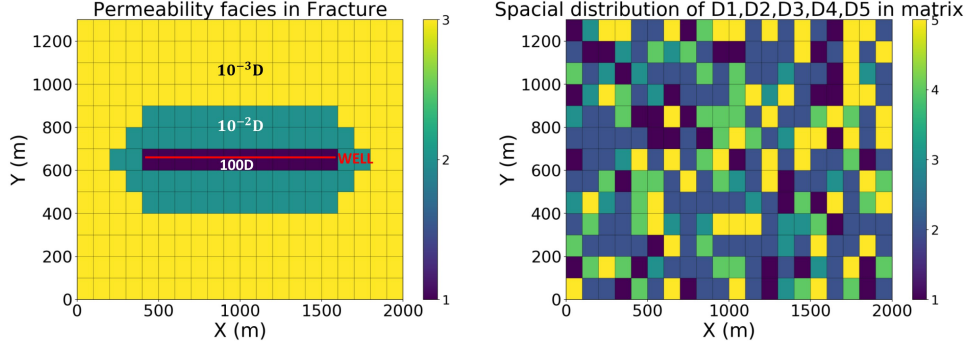 Permeability facies in Fracture
Y (m)
1200
1000
800
600
400
200
0
10⁻³D
10⁻²D
100D
WELL
0 500 1000 1500 2000
X (m)
3
2
1
Spacial distribution of D1,D2,D3,D4,D5 in matrix
Y (m)
1200
1000
800
600
400
200
0
0 500 1000 1500 2000
X (m)
5
4
3
2
1